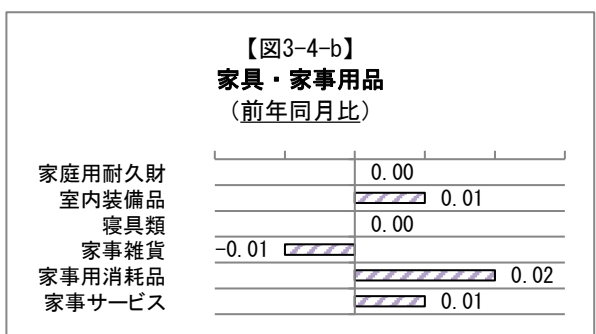 【図3-4-b】
家具・家事用品
（前年同月比）
家庭用耐久財 0.00
室内装備品 0.01
寝具類 0.00
家事雑貨 -0.01
家事用消耗品 0.02
家事サービス 0.01